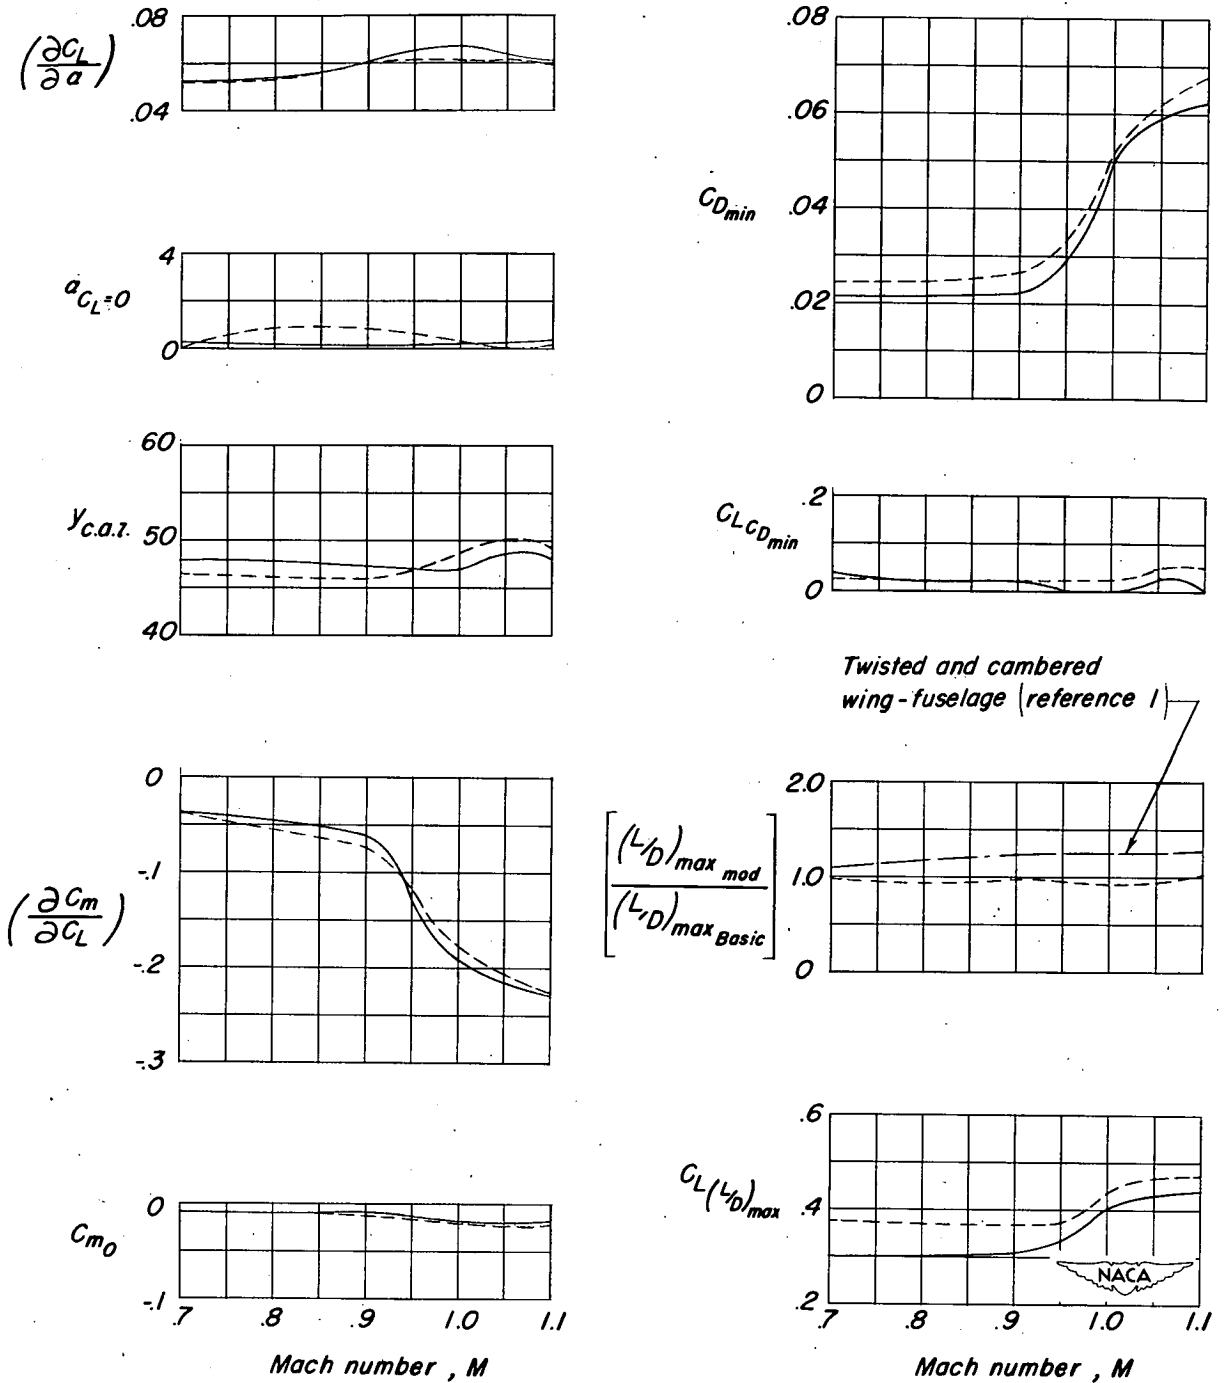 .08
(∂C_L/∂a)
.04
4
a_{C_L=0}
0
60
y_{c.a.l.}
50
40
0
-.1
(∂C_m/∂C_L)
-.2
-.3
0
C_{m_0}
-.1
.7 .8 .9 1.0 1.1
Mach number , M
.08
.06
C_{D_{min}}
.04
.02
0
.2
C_{L_{C_{D_{min}}}}
0
Twisted and cambered
wing-fuselage (reference 1)
2.0
[(L/D)_{max_{mod}}/(L/D)_{max_{Basic}}]
1.0
0
.6
C_{L_{(L/D)_{max}}}
.4
NACA
.2
.7 .8 .9 1.0 1.1
Mach number , M